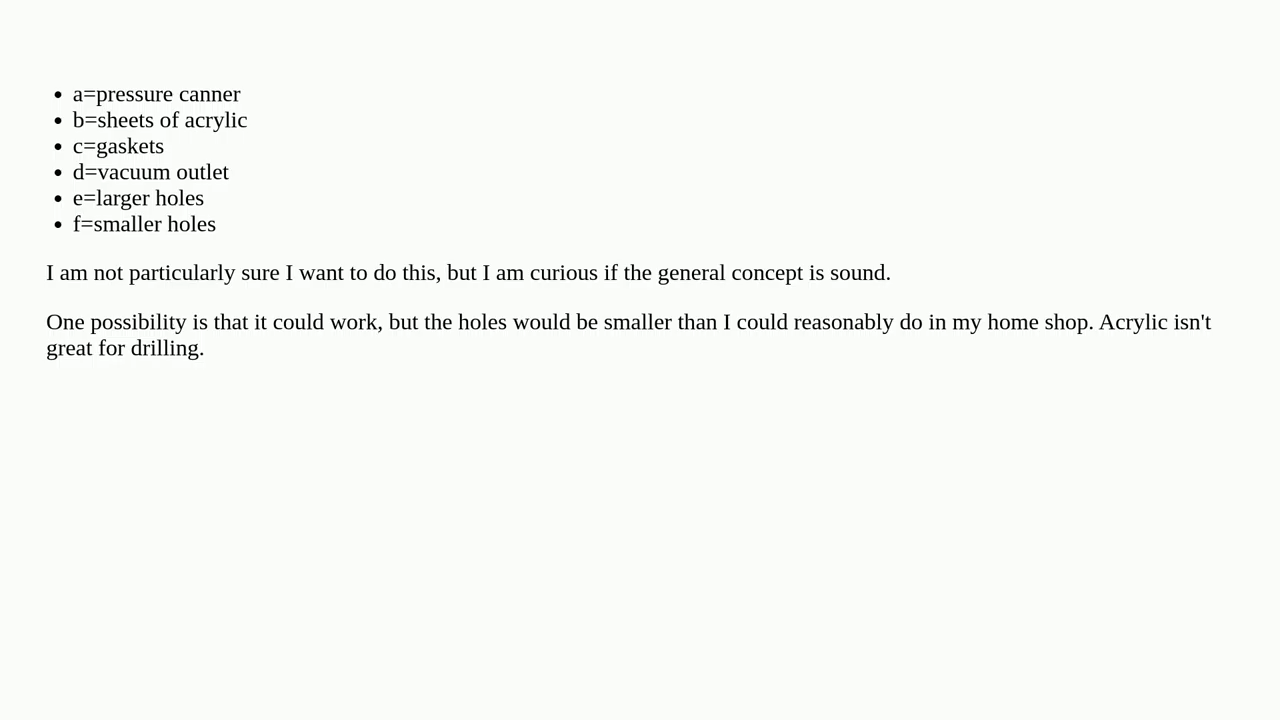 a=pressure canner
b=sheets of acrylic
c=gaskets
d=vacuum outlet
e=larger holes
f=smaller holes
I am not particularly sure I want to do this, but I am curious if the general concept is sound.
One possibility is that it could work, but the holes would be smaller than I could reasonably do in my home shop. Acrylic isn't
great for drilling.